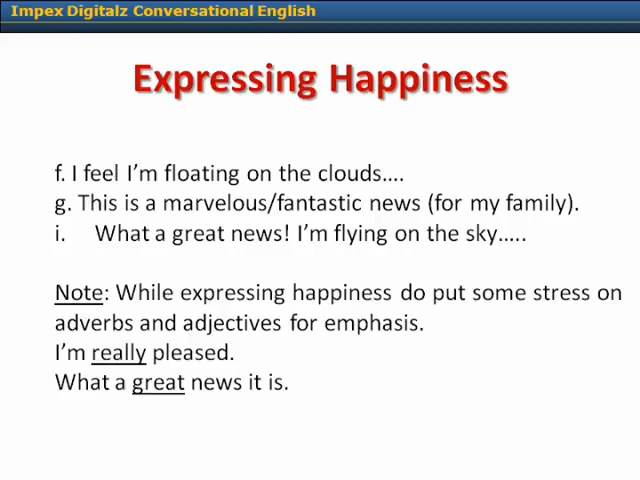 Impex Digitalz Conversational English
Expressing Happiness
f. I feel I'm floating on the clouds....
g. This is a marvelous/fantastic news (for my family).
i. What a great news! I'm flying on the sky.....
Note: While expressing happiness do put some stress on
adverbs and adjectives for emphasis.
I'm really pleased.
What a great news it is.